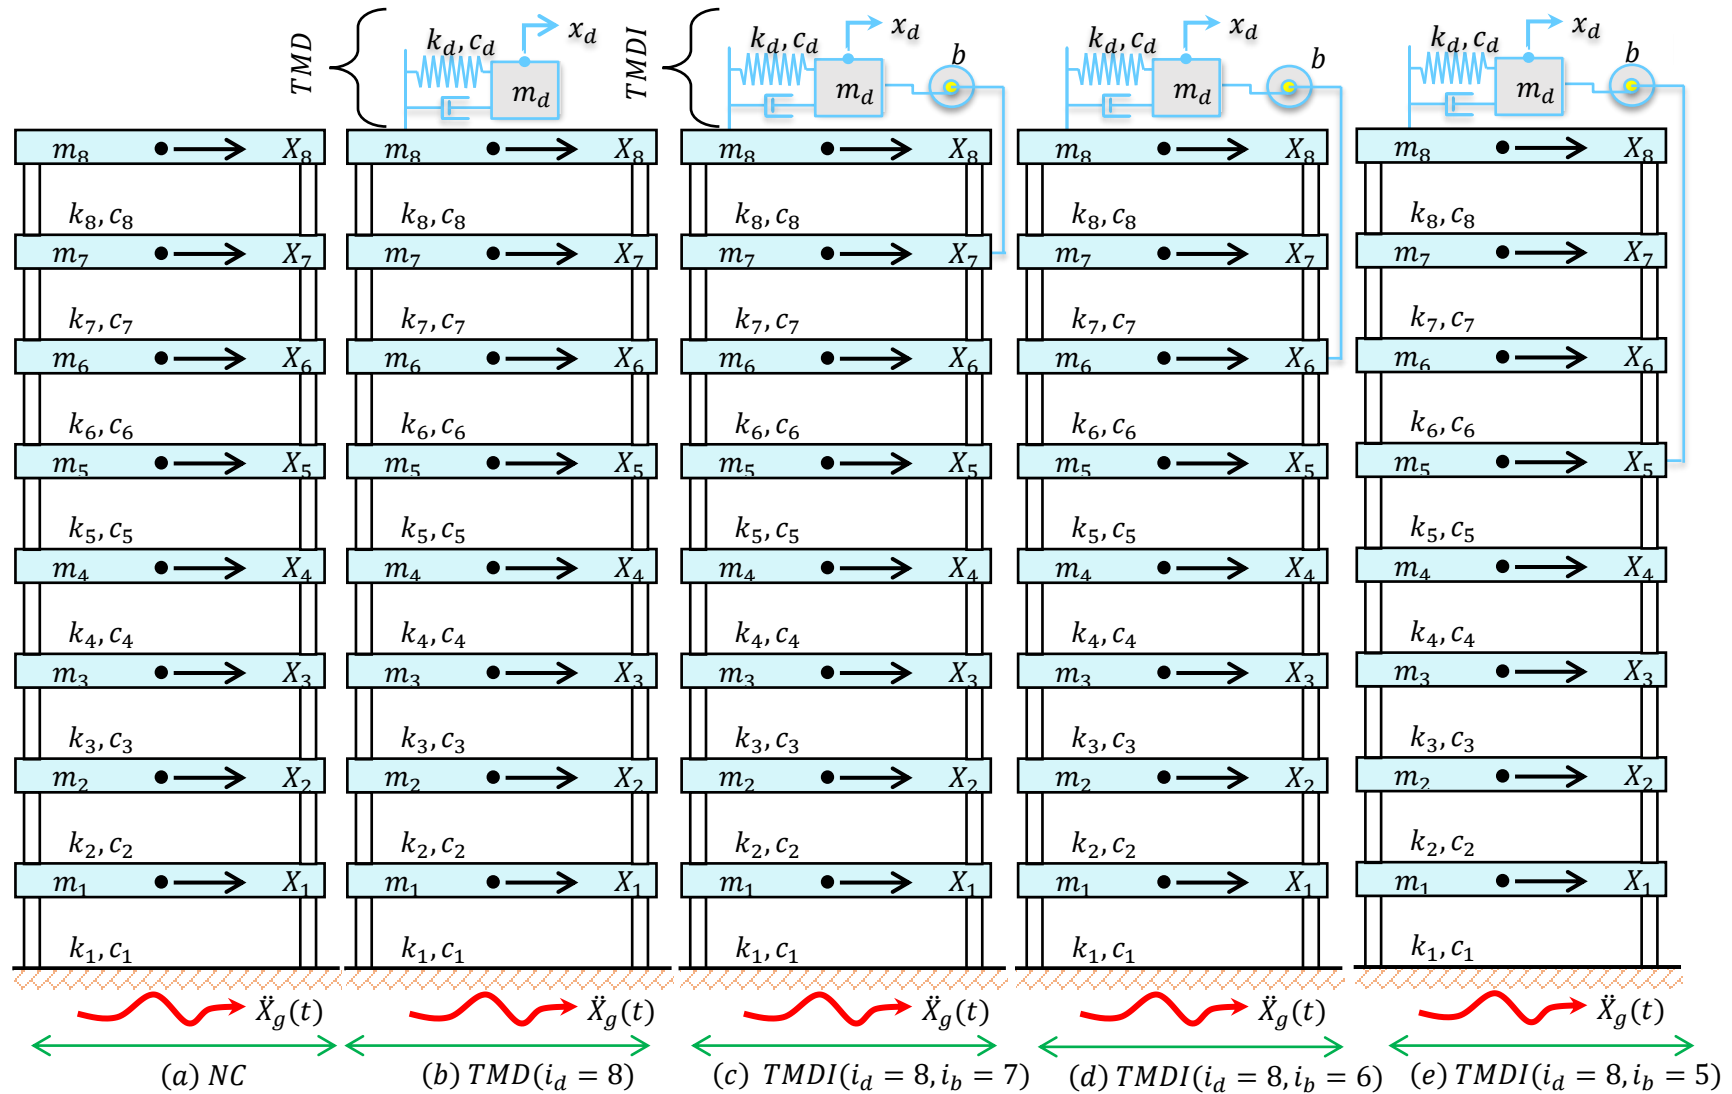 TMD
k_d, c_d
x_d
m_d
TMDI
k_d, c_d
x_d
b
m_d
k_d, c_d
x_d
b
m_d
k_d, c_d
x_d
b
m_d
m_8 X_8 m_8 X_8 m_8 X_8 m_8 X_8 m_8 X_8
k_8, c_8 k_8, c_8 k_8, c_8 k_8, c_8 k_8, c_8
m_7 X_7 m_7 X_7 m_7 X_7 m_7 X_7 m_7 X_7
k_7, c_7 k_7, c_7 k_7, c_7 k_7, c_7 k_7, c_7
m_6 X_6 m_6 X_6 m_6 X_6 m_6 X_6 m_6 X_6
k_6, c_6 k_6, c_6 k_6, c_6 k_6, c_6 k_6, c_6
m_5 X_5 m_5 X_5 m_5 X_5 m_5 X_5 m_5 X_5
k_5, c_5 k_5, c_5 k_5, c_5 k_5, c_5 k_5, c_5
m_4 X_4 m_4 X_4 m_4 X_4 m_4 X_4 m_4 X_4
k_4, c_4 k_4, c_4 k_4, c_4 k_4, c_4 k_4, c_4
m_3 X_3 m_3 X_3 m_3 X_3 m_3 X_3 m_3 X_3
k_3, c_3 k_3, c_3 k_3, c_3 k_3, c_3 k_3, c_3
m_2 X_2 m_2 X_2 m_2 X_2 m_2 X_2 m_2 X_2
k_2, c_2 k_2, c_2 k_2, c_2 k_2, c_2 k_2, c_2
m_1 X_1 m_1 X_1 m_1 X_1 m_1 X_1 m_1 X_1
k_1, c_1 k_1, c_1 k_1, c_1 k_1, c_1 k_1, c_1
Ẍ_g(t) Ẍ_g(t) Ẍ_g(t) Ẍ_g(t) Ẍ_g(t)
(a) NC (b) TMD(i_d = 8) (c) TMDI(i_d = 8, i_b = 7) (d) TMDI(i_d = 8, i_b = 6) (e) TMDI(i_d = 8, i_b = 5)